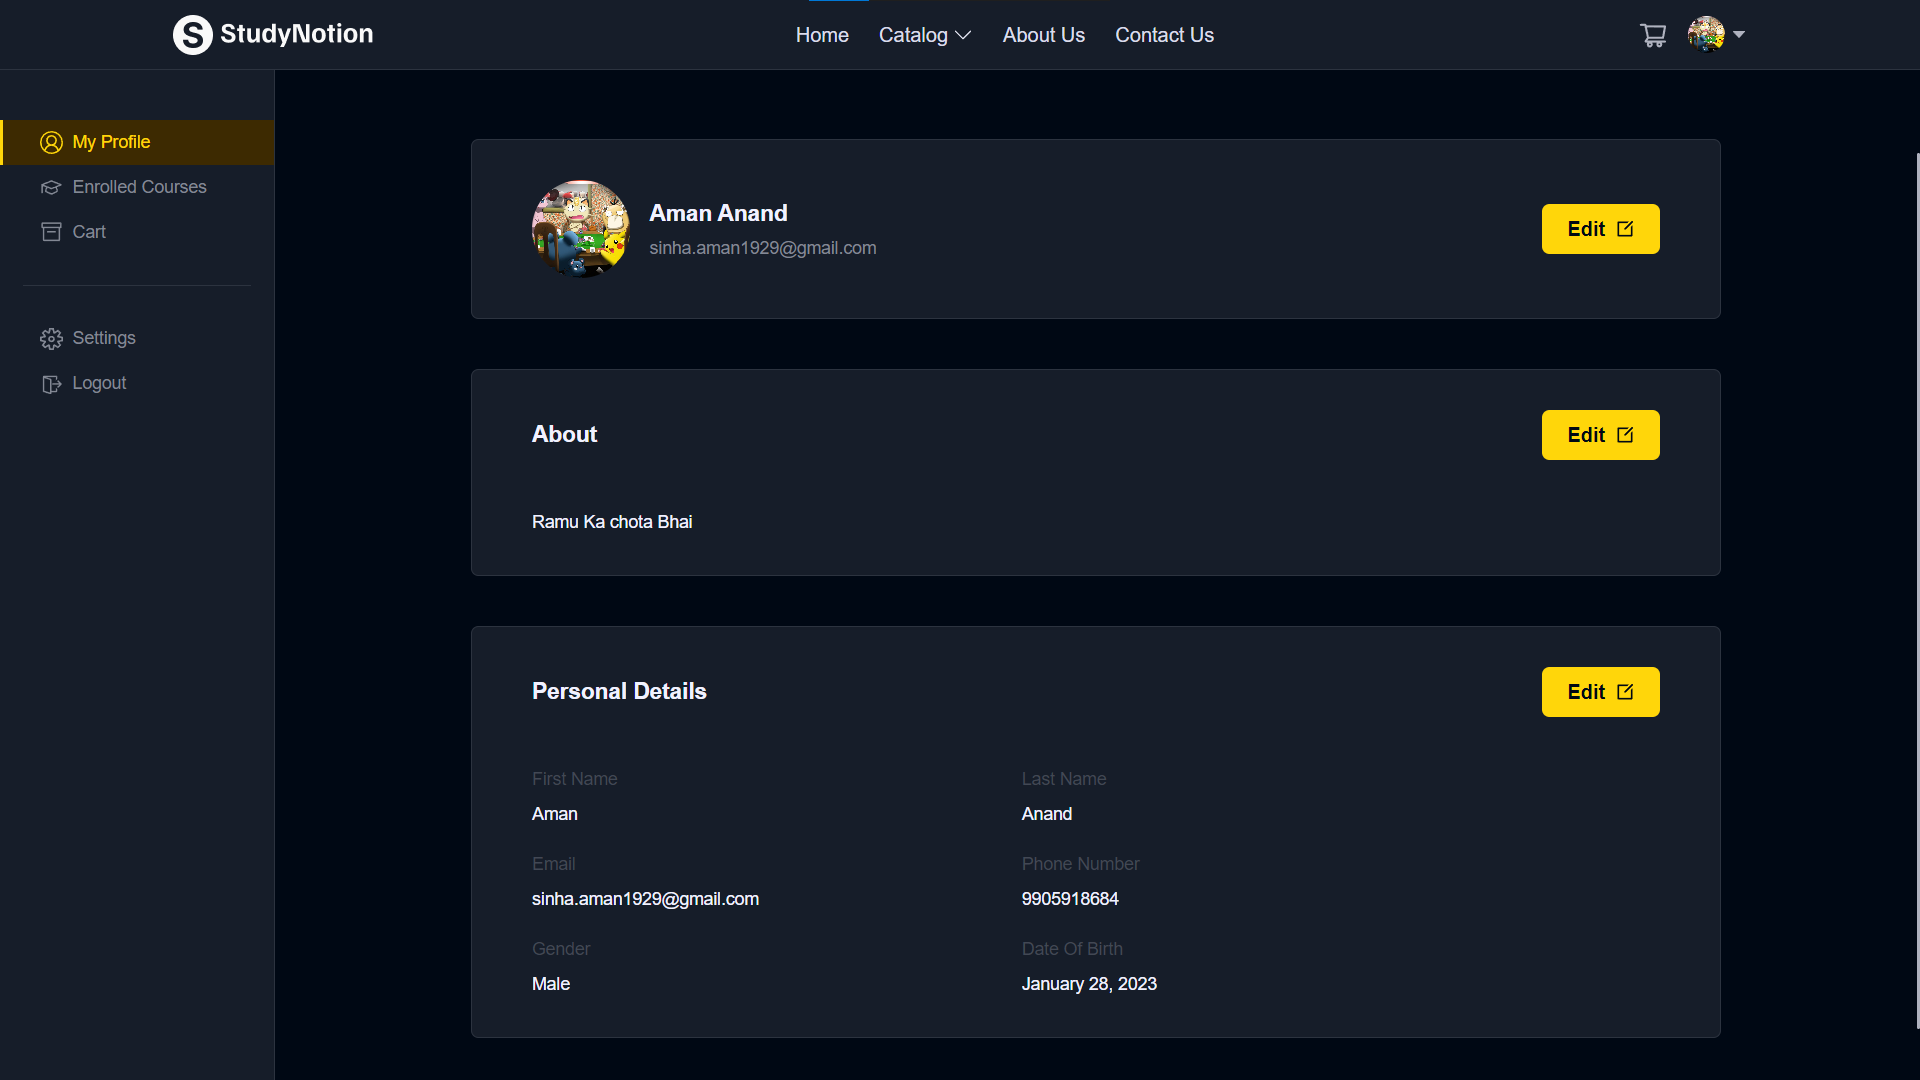 StudyNotion
Home Catalog About Us Contact Us
My Profile
Enrolled Courses
Cart
Settings
Logout
Aman Anand
sinha.aman1929@gmail.com
Edit
About
Edit
Ramu Ka chota Bhai
Personal Details
Edit
First Name Last Name
Aman Anand
Email Phone Number
sinha.aman1929@gmail.com 9905918684
Gender Date Of Birth
Male January 28, 2023